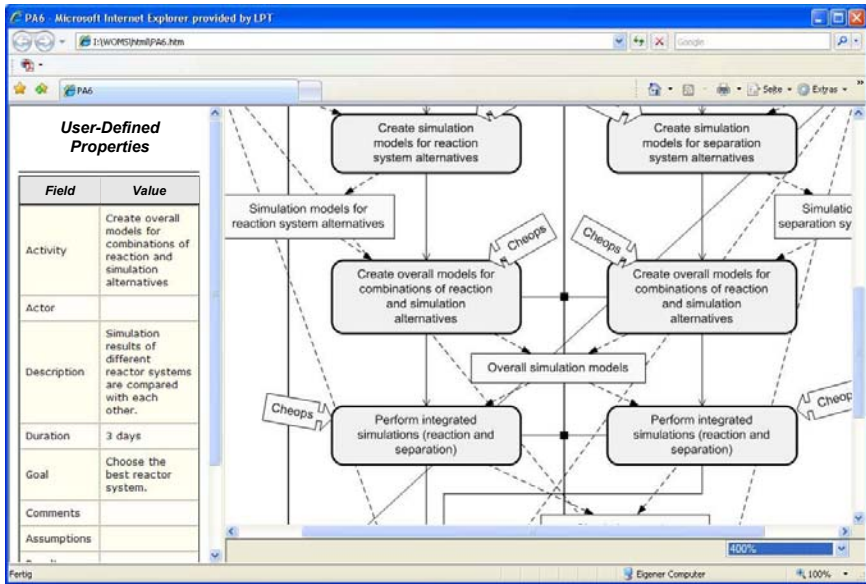 PA6 - Microsoft Internet Explorer provided by LPT
I:\WOMS\html\PA6.htm
Google
PA6
Seite
Extras
User-Defined
Properties
Field Value
Activity
Create overall
models for
combinations of
reaction and
simulation
alternatives
Actor
Description
Simulation
results of
different
reactor systems
are compared
with each
other.
Duration
3 days
Goal
Choose the
best reactor
system.
Comments
Assumptions
Create simulation
models for reaction
system alternatives
Create simulation
models for separation
system alternatives
Simulation models for
reaction system alternatives
Simulatio
separation sy
Cheops
Cheops
Create overall models for
combinations of reaction
and simulation
alternatives
Create overall models for
combinations of reaction
and simulation
alternatives
Overall simulation models
Cheops
Cheop
Perform integrated
simulations (reaction and
separation)
Perform integrated
simulations (reaction and
separation)
400%
Fertig
Eigener Computer
100%